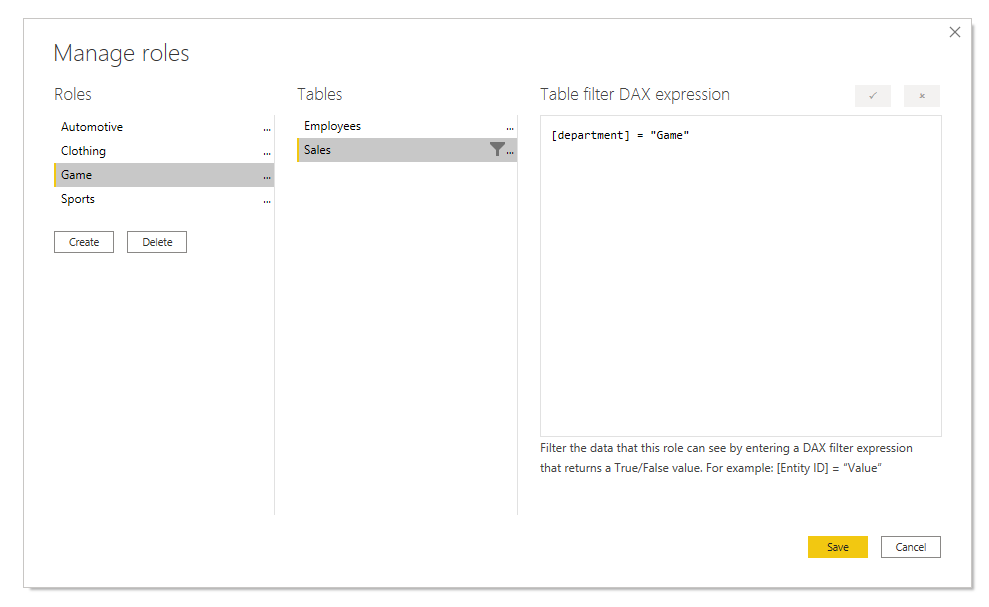 Manage roles
Roles
Automotive ...
Clothing ...
Game ...
Sports ...
Create Delete
Tables
Employees ...
Sales ...
Table filter DAX expression
[department] = "Game"
Filter the data that this role can see by entering a DAX filter expression
that returns a True/False value. For example: [Entity ID] = “Value”
Save Cancel